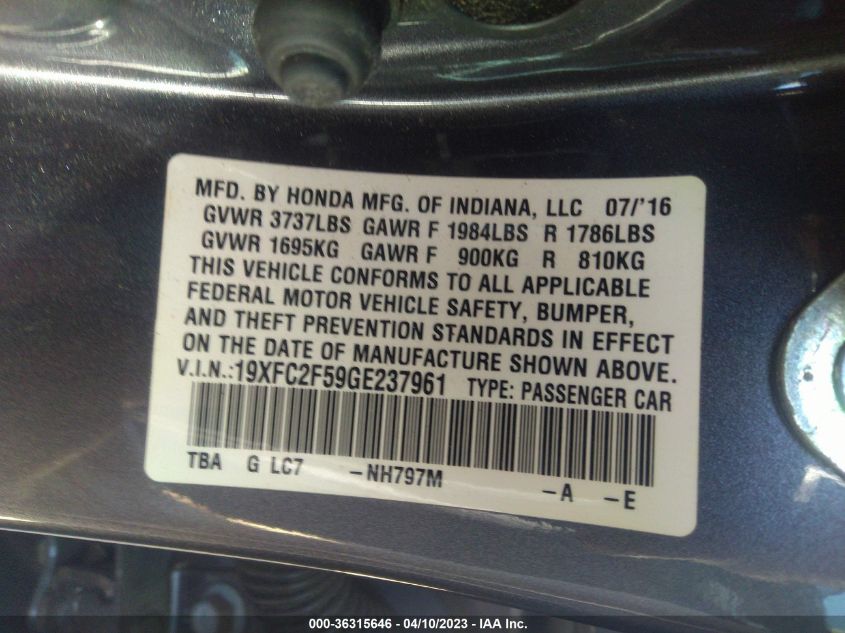 MFD. BY HONDA MFG. OF INDIANA, LLC 07/'16
GVWR 3737LBS GAWR F 1984LBS R 1786LBS
GVWR 1695KG GAWR F 900KG R 810KG
THIS VEHICLE CONFORMS TO ALL APPLICABLE
FEDERAL MOTOR VEHICLE SAFETY, BUMPER,
AND THEFT PREVENTION STANDARDS IN EFFECT
ON THE DATE OF MANUFACTURE SHOWN ABOVE.
V.I.N.:19XFC2F59GE237961 TYPE: PASSENGER CAR
TBA G LC7 -NH797M -A -E
000-36315646 - 04/10/2023 - IAA Inc.